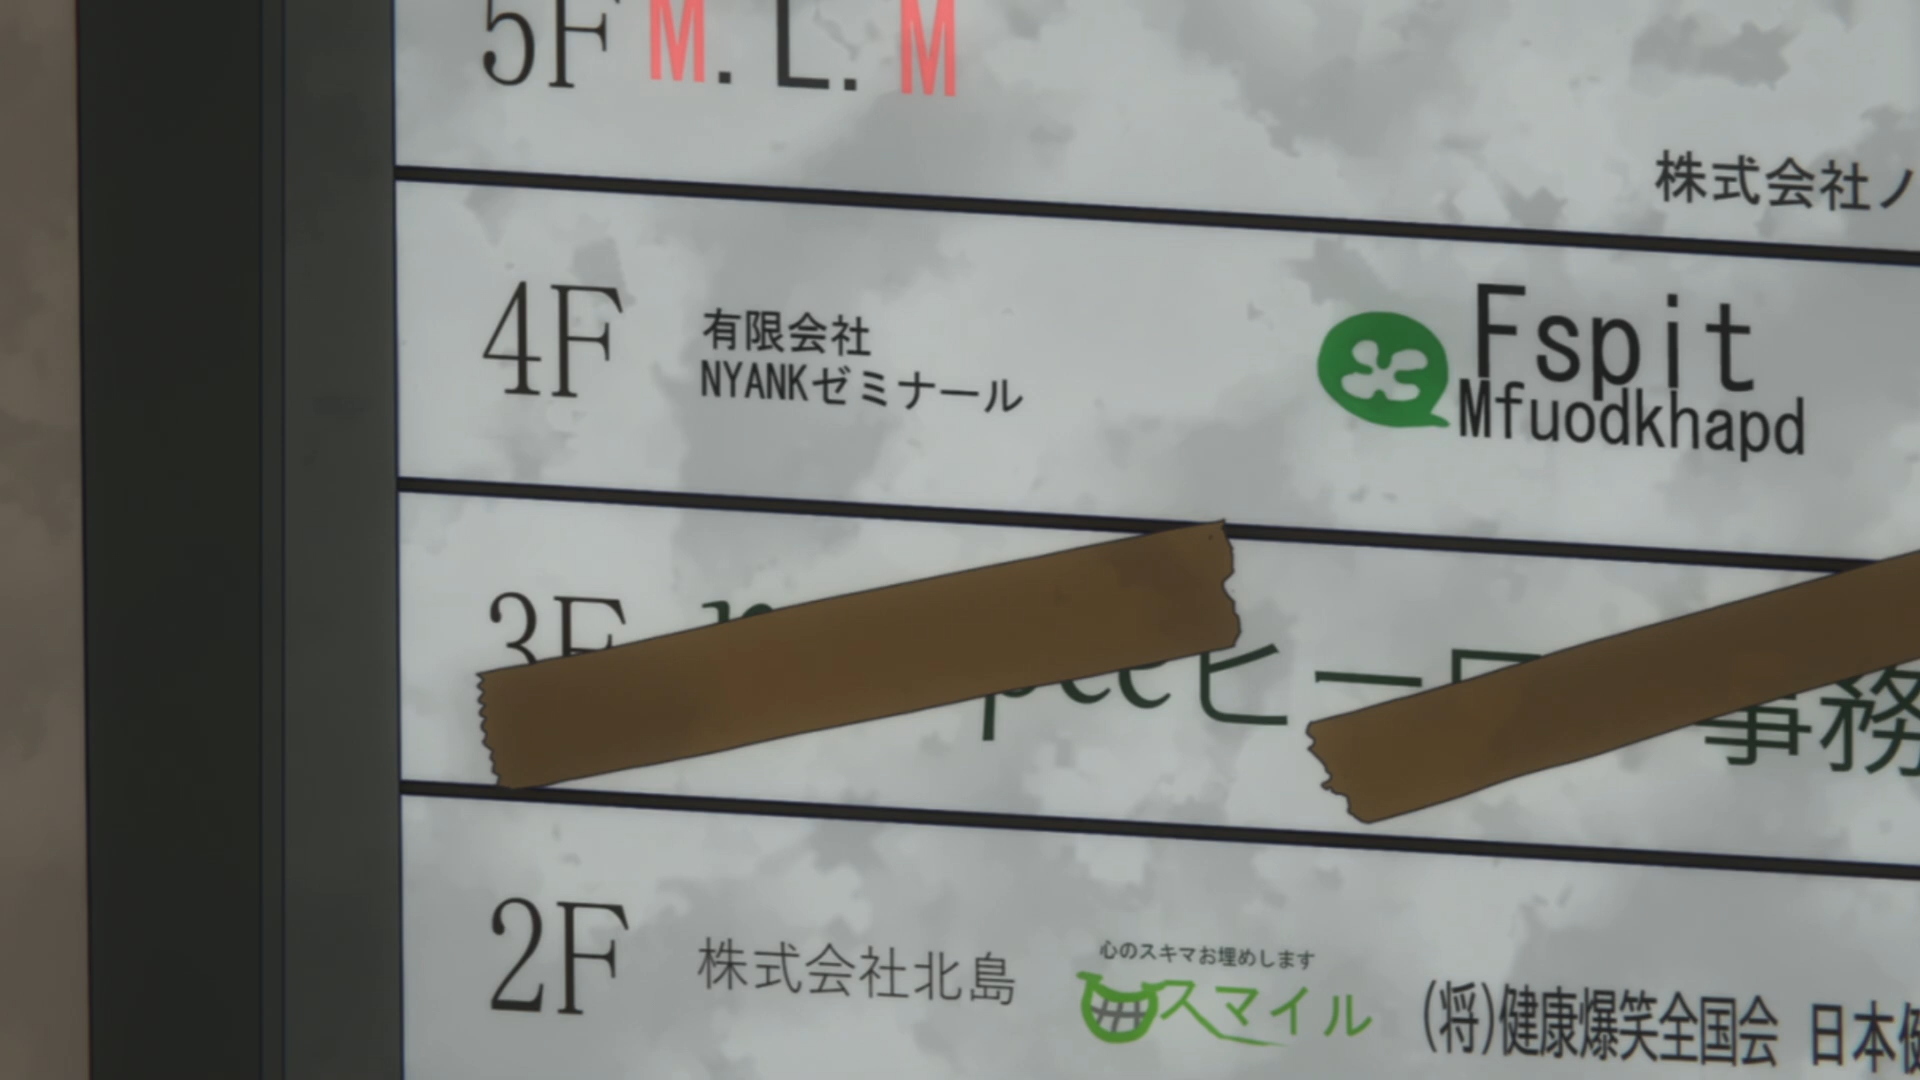 5F M.L.M
株式会社ノ
4F 有限会社
NYANKゼミナール
Fspit
Mfuodkhapd
3F ヒーロー事務
2F 株式会社北島
心のスキマお埋めします
スマイル
(将)健康爆笑全国会 日本健